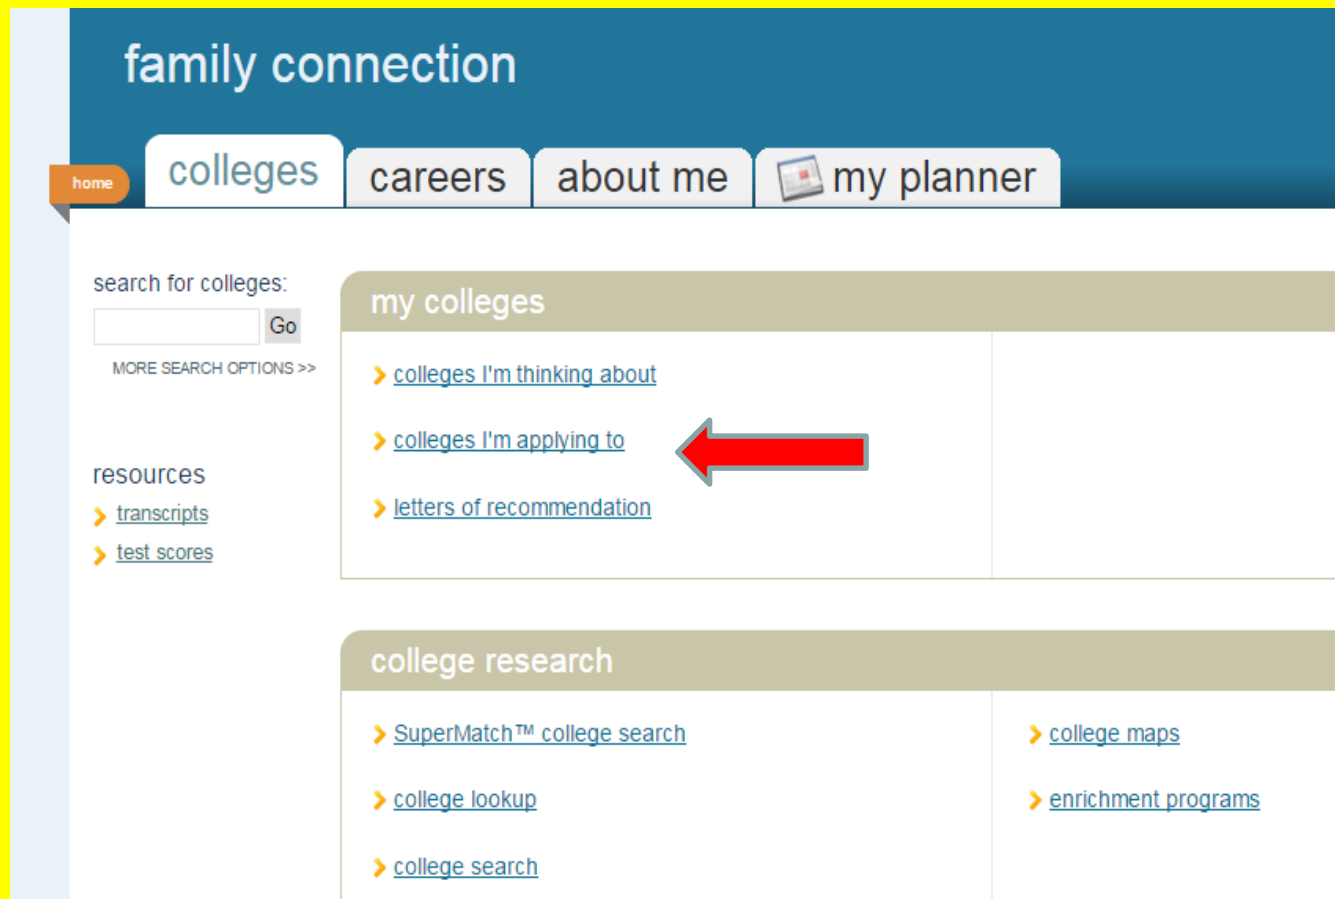 family connection
home
colleges
careers
about me
my planner
search for colleges:
Go
MORE SEARCH OPTIONS >>
resources
transcripts
test scores
my colleges
colleges I'm thinking about
colleges I'm applying to
letters of recommendation
college research
SuperMatch™ college search
college lookup
college search
college maps
enrichment programs